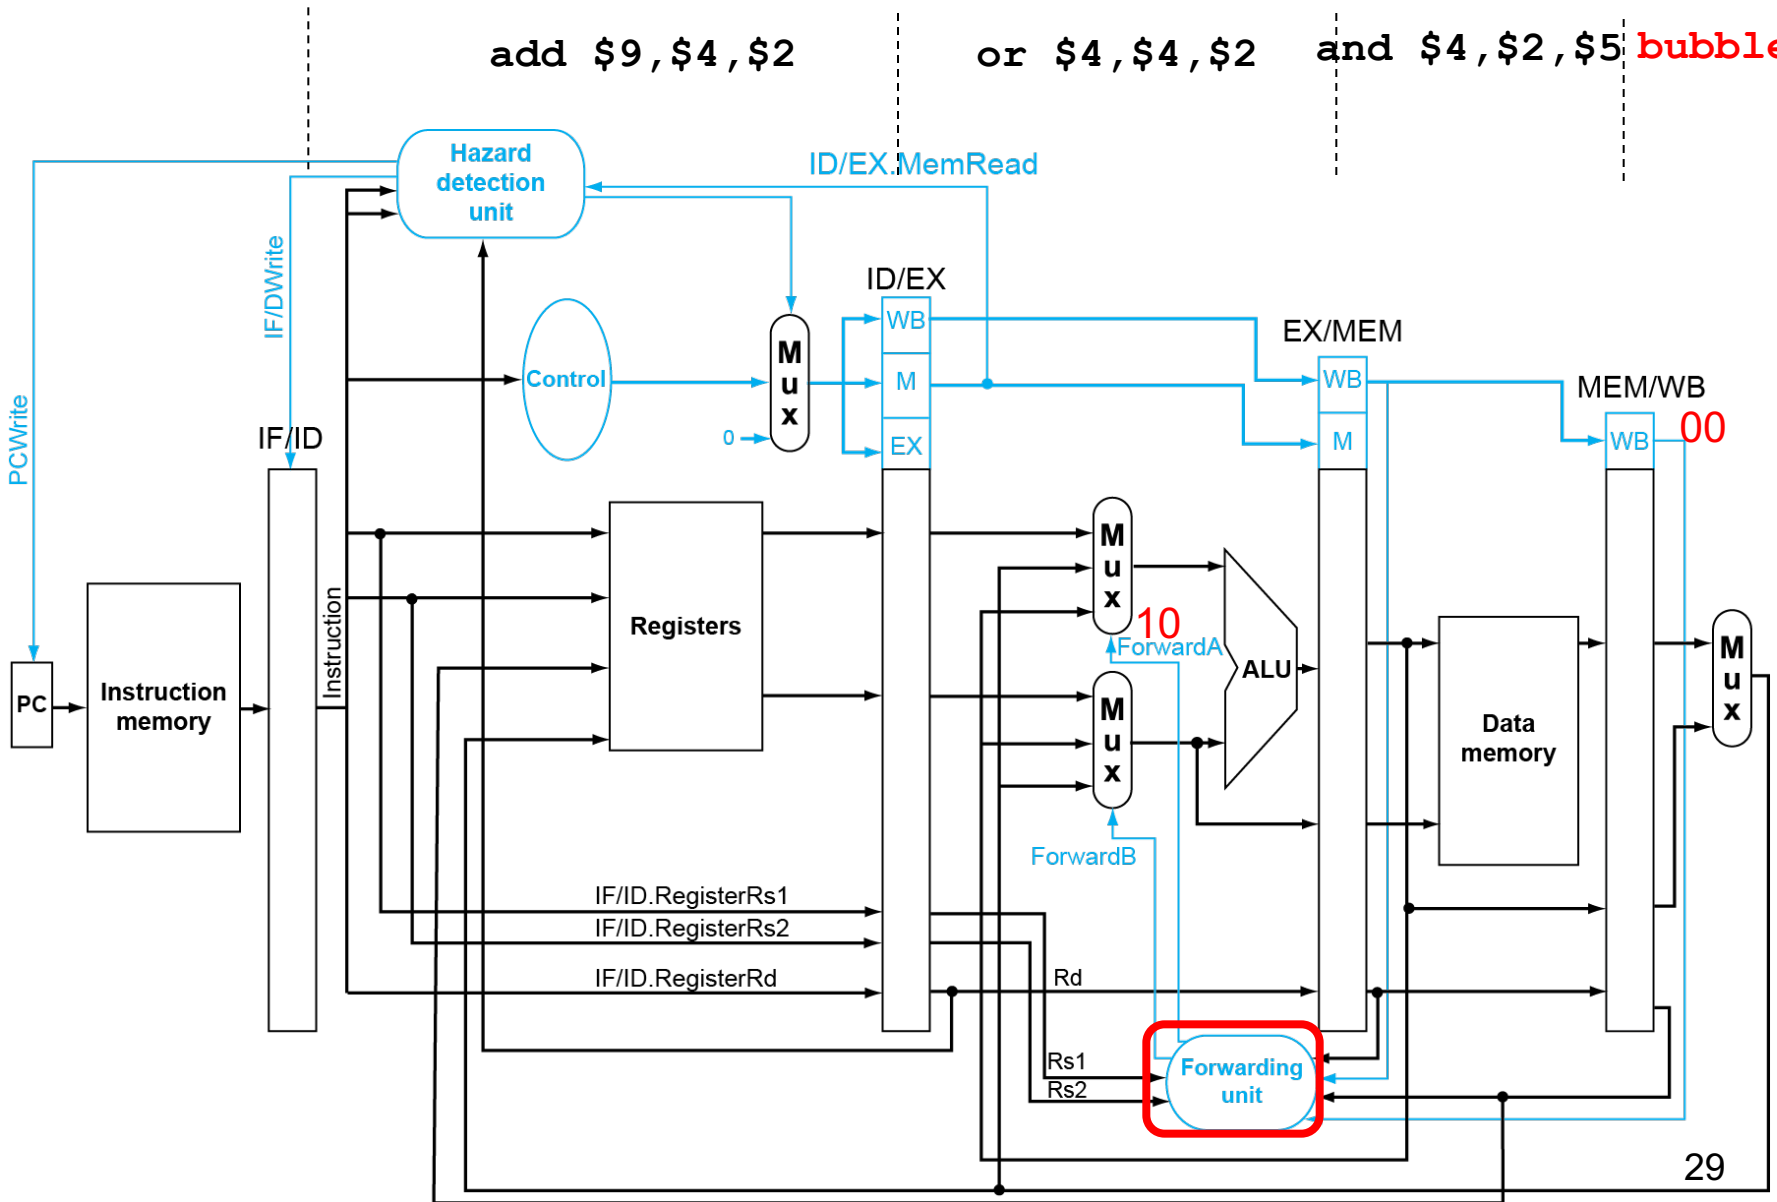 add $9,$4,$2
or $4,$4,$2
and $4,$2,$5
bubble
Hazard
detection
unit
ID/EX.MemRead
IF/DWrite
PCWrite
ID/EX
WB
M
EX
EX/MEM
WB
M
MEM/WB
WB
00
Control
M
u
x
0
IF/ID
Instruction
PC
Instruction
memory
Registers
M
u
x
10
ForwardA
M
u
x
ForwardB
ALU
Data
memory
M
u
x
IF/ID.RegisterRs1
IF/ID.RegisterRs2
IF/ID.RegisterRd
Rd
Rs1
Rs2
Forwarding
unit
29